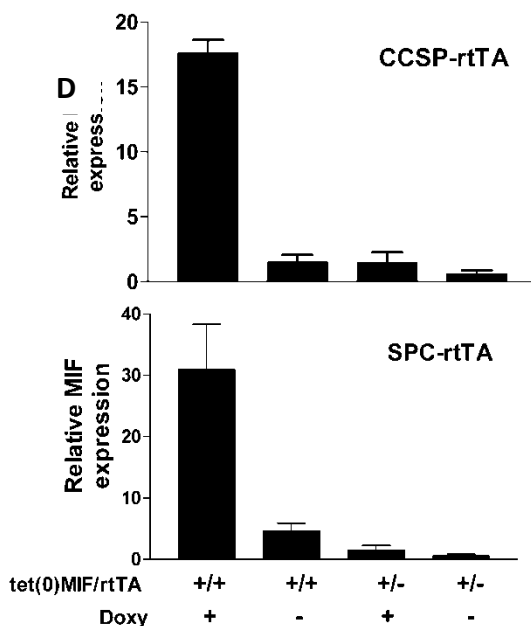 D
CCSP-rtTA
Relative
express
20
15
10
5
0
SPC-rtTA
Relative MIF
expression
40
30
20
10
0
tet(0)MIF/rtTA +/+ +/+ +/- +/-
Doxy + - + -